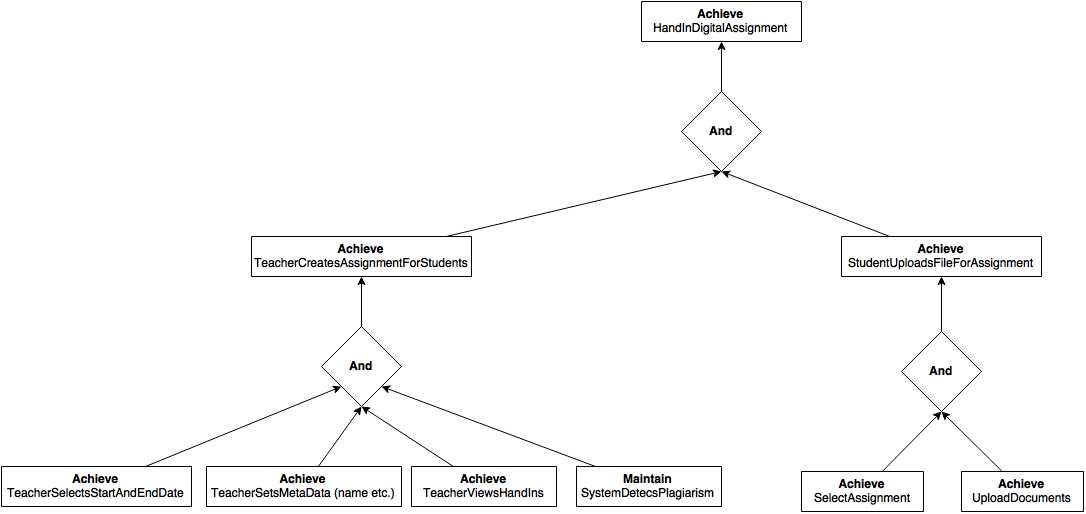 Achieve
HandInDigitalAssignment
And
Achieve
TeacherCreatesAssignmentForStudents
Achieve
StudentUploadsFileForAssignment
And
And
Achieve
TeacherSelectsStartAndEndDate
Achieve
TeacherSetsMetaData (name etc.)
Achieve
TeacherViewsHandIns
Maintain
SystemDetecsPlagiarism
Achieve
SelectAssignment
Achieve
UploadDocuments